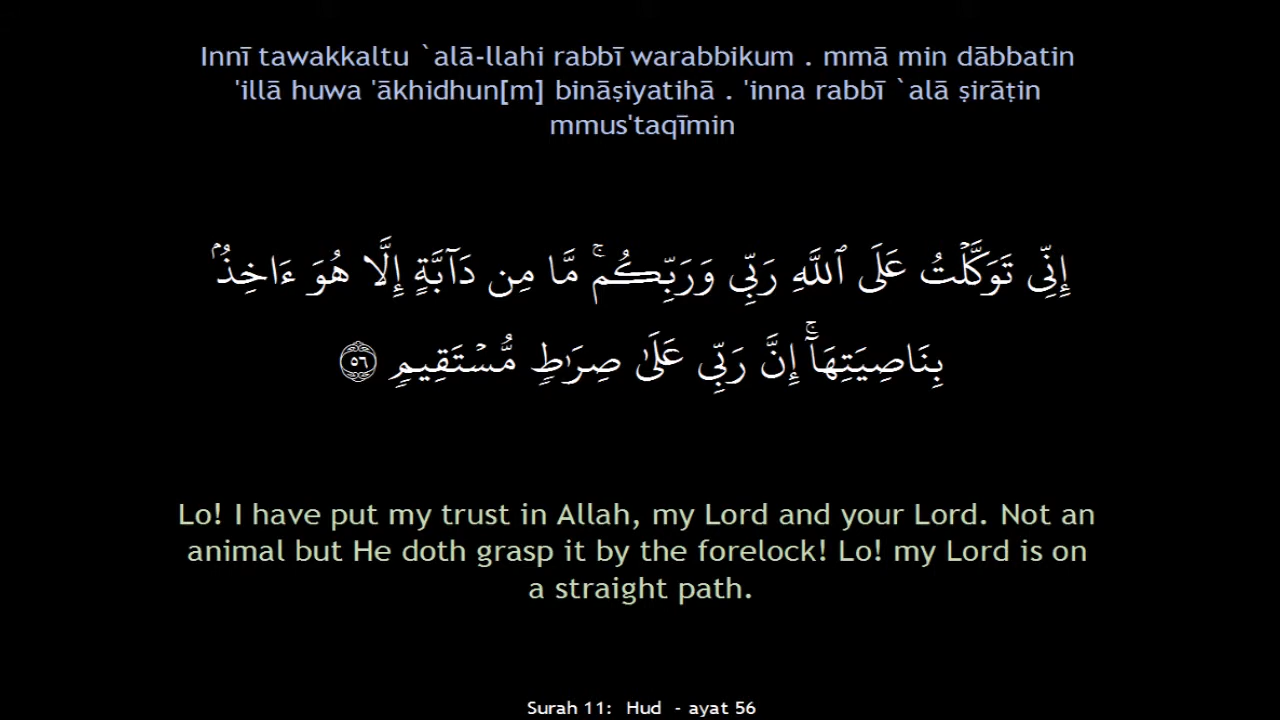 Innī tawakkaltu `alā-llahi rabbī warabbikum . mmā min dābbatin
'illā huwa 'ākhidhun[m] bināṣiyatihā . 'inna rabbī `alā ṣirāṭin
mmus'taqīmin
إِنِّى تَوَكَّلْتُ عَلَى ٱللَّهِ رَبِّى وَرَبِّكُم ۚ مَّا مِن دَآبَّةٍ إِلَّا هُوَ ءَاخِذُۢ
بِنَاصِيَتِهَآ ۚ إِنَّ رَبِّى عَلَىٰ صِرَٰطٍ مُّسْتَقِيمٍ ٥٦
Lo! I have put my trust in Allah, my Lord and your Lord. Not an
animal but He doth grasp it by the forelock! Lo! my Lord is on
a straight path.
Surah 11: Hud - ayat 56